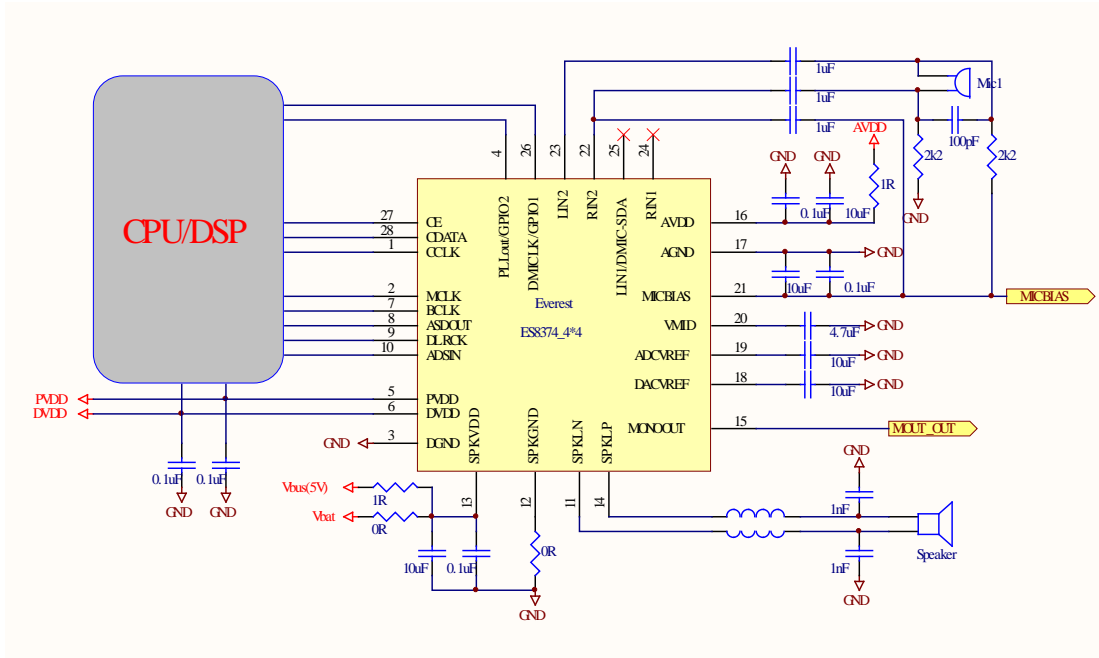 1uF
Mic1
1uF
1uF
AVDD
100pF
2k2
2k2
GND
GND
GND
1R
0.1uF
10uF
4
26
23
22
25
24
PLLout/GPIO2
DMICLK/GPIO1
LIN2
RIN2
LIN1/DMIC-SDA
RIN1
CPU/DSP
27
CE
28
CDATA
1
CCLK
2
MCLK
7
BCLK
8
ASDOUT
9
DLRCK
10
ADSIN
5
PVDD
6
DVDD
3
DGND
PVDD
DVDD
GND
Everest
ES8374_4*4
AVDD
16
AGND
17
GND
10uF
0.1uF
MICBIAS
21
MICBIAS
VMID
20
4.7uF
GND
ADCVREF
19
10uF
GND
DACVREF
18
10uF
GND
MONOOUT
15
MOUT_OUT
SPKVDD
SPKGND
SPKLN
SPKLP
13
12
11
14
0.1uF
0.1uF
GND
GND
Vbus(5V)
1R
Vbat
0R
10uF
0.1uF
0R
GND
GND
1nF
Speaker
1nF
GND